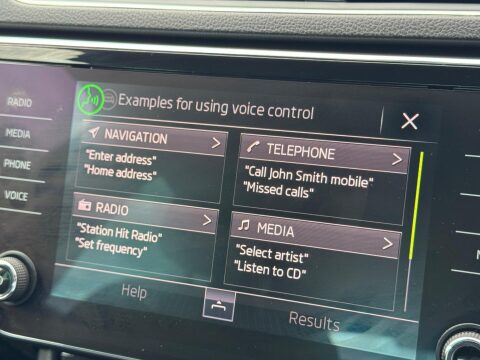 Examples for using voice control
RADIO
MEDIA
PHONE
VOICE
NAVIGATION
"Enter address"
"Home address"
TELEPHONE
"Call John Smith mobile"
"Missed calls"
RADIO
"Station Hit Radio"
"Set frequency"
MEDIA
"Select artist"
"Listen to CD"
Help
Results